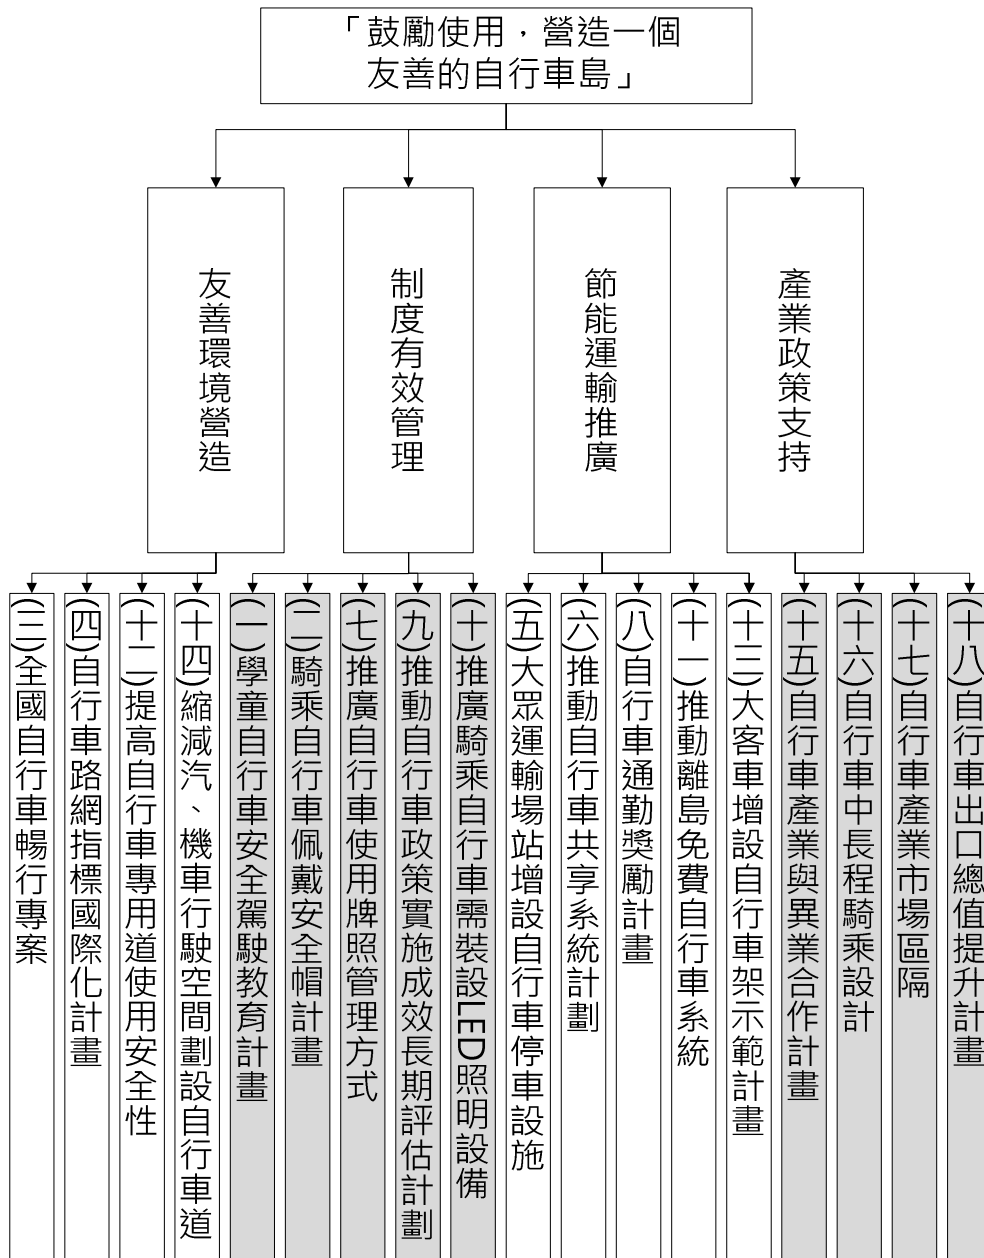 「鼓勵使用，營造一個
友善的自行車島」
友善環境營造
制度有效管理
節能運輸推廣
產業政策支持
(三)全國自行車暢行專案
(四)自行車路網指標國際化計畫
(十二)提高自行車專用道使用安全性
(十四)縮減汽、機車行駛空間劃設自行車道
(一)學童自行車安全駕駛教育計畫
(二)騎乘自行車佩戴安全帽計畫
(七)推廣自行車使用牌照管理方式
(九)推動自行車政策實施成效長期評估計劃
(十)推廣騎乘自行車需裝設LED照明設備
(五)大眾運輸場站增設自行車停車設施
(六)推動自行車共享系統計劃
(八)自行車通勤獎勵計畫
(十一)推動離島免費自行車系統
(十三)大客車增設自行車架示範計畫
(十五)自行車產業與異業合作計畫
(十六)自行車中長程騎乘設計
(十七)自行車產業市場區隔
(十八)自行車出口總值提升計畫